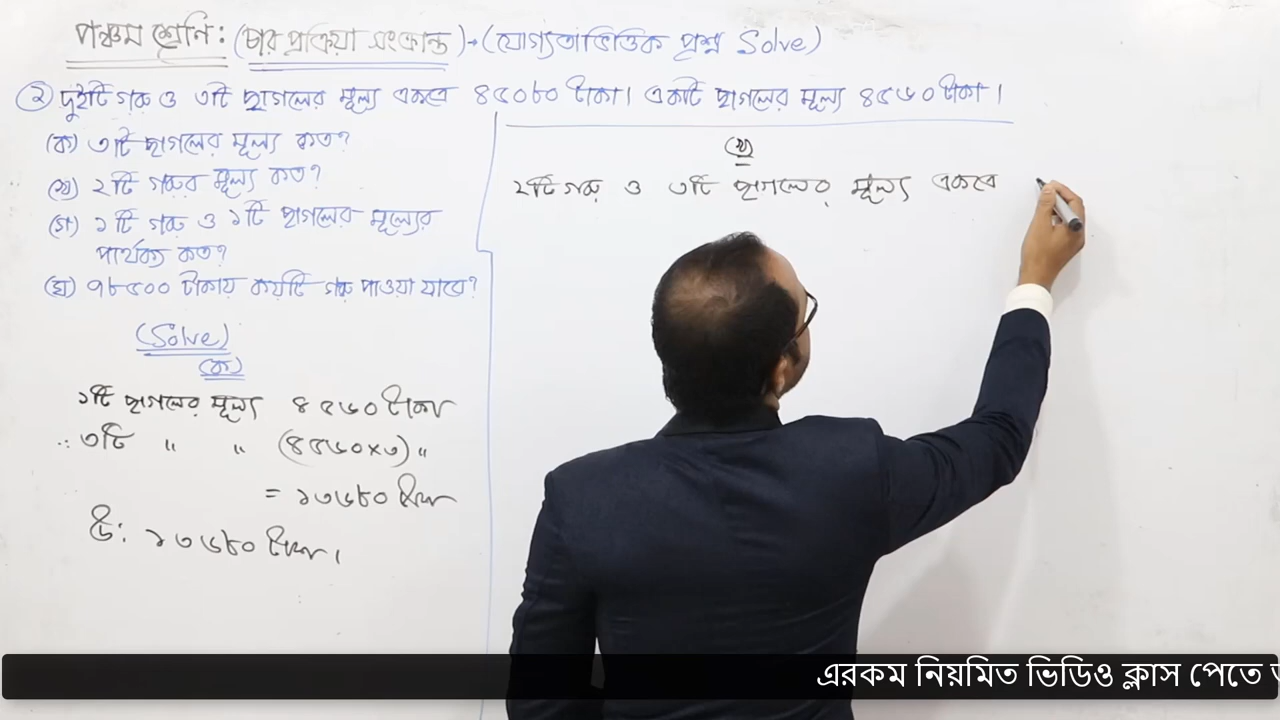 পঞ্চম শ্রেণি: (চার প্রক্রিয়া সংক্রান্ত) → (যোগ্যতাভিত্তিক প্রশ্ন Solve)
২ দুইটি গরু ও ৩টি ছাগলের মূল্য একত্রে ৪৫০৮০ টাকা। একটি ছাগলের মূল্য ৪৫৬০ টাকা।
(ক) ৩টি ছাগলের মূল্য কত?
(খ) ২টি গরুর মূল্য কত?
(গ) ১টি গরু ও ১টি ছাগলের মূল্যের
পার্থক্য কত?
(ঘ) ৭৮৫০০ টাকায় কয়টি গরু পাওয়া যাবে?
(Solve)
(ক)
১টি ছাগলের মূল্য ৪৫৬০ টাকা
∴ ৩টি " " (৪৫৬০×৩) "
= ১৩৬৮০ টাকা
উ: ১৩৬৮০ টাকা।
(খ)
২টি গরু ও ৩টি ছাগলের মূল্য একত্রে
এরকম নিয়মিত ভিডিও ক্লাস পেতে